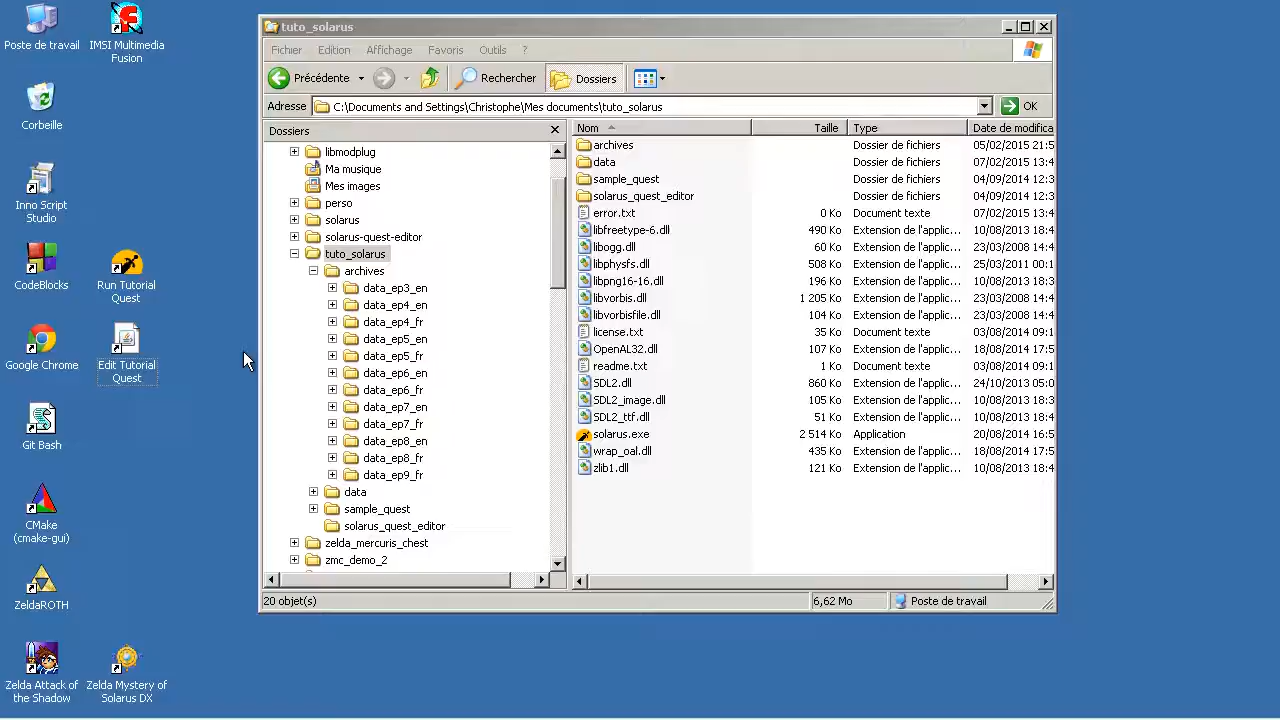 Poste de travail
IMSI Multimedia
Fusion
Corbeille
Inno Script
Studio
CodeBlocks
Run Tutorial
Quest
Google Chrome
Edit Tutorial
Quest
Git Bash
CMake
(cmake-gui)
ZeldaROTH
Zelda Attack of
the Shadow
Zelda Mystery of
Solarus DX
tuto_solarus
Fichier Edition Affichage Favoris Outils ?
Précédente Rechercher Dossiers
Adresse C:\Documents and Settings\Christophe\Mes documents\tuto_solarus OK
Dossiers
libmodplug
Ma musique
Mes images
perso
solarus
solarus-quest-editor
tuto_solarus
archives
data_ep3_en
data_ep4_en
data_ep4_fr
data_ep5_en
data_ep5_fr
data_ep6_en
data_ep6_fr
data_ep7_en
data_ep7_fr
data_ep8_en
data_ep8_fr
data_ep9_fr
data
sample_quest
solarus_quest_editor
zelda_mercuris_chest
zmc_demo_2
Nom Taille Type Date de modifica
archives Dossier de fichiers 05/02/2015 21:5
data Dossier de fichiers 07/02/2015 13:4
sample_quest Dossier de fichiers 04/09/2014 12:3
solarus_quest_editor Dossier de fichiers 04/09/2014 12:3
error.txt 0 Ko Document texte 07/02/2015 13:4
libfreetype-6.dll 490 Ko Extension de l'applic... 10/08/2013 18:4
libogg.dll 60 Ko Extension de l'applic... 23/03/2008 14:4
libphysfs.dll 508 Ko Extension de l'applic... 25/03/2011 00:1
libpng16-16.dll 196 Ko Extension de l'applic... 10/08/2013 18:3
libvorbis.dll 1 205 Ko Extension de l'applic... 23/03/2008 14:4
libvorbisfile.dll 104 Ko Extension de l'applic... 23/03/2008 14:4
license.txt Document texte 03/08/2014 09:1
OpenAL32.dll 107 Ko Extension de l'applic... 18/08/2014 17:5
readme.txt 1 Ko Document texte 03/08/2014 09:1
SDL2.dll 860 Ko Extension de l'applic... 24/10/2013 05:0
SDL2_image.dll 105 Ko Extension de l'applic... 10/08/2013 18:3
SDL2_ttf.dll 51 Ko Extension de l'applic... 10/08/2013 18:4
solarus.exe 2 514 Ko Application 20/08/2014 16:5
wrap_oal.dll 435 Ko Extension de l'applic... 18/08/2014 17:5
zlib1.dll 121 Ko Extension de l'applic... 10/08/2013 18:4
20 objet(s) 6,62 Mo Poste de travail